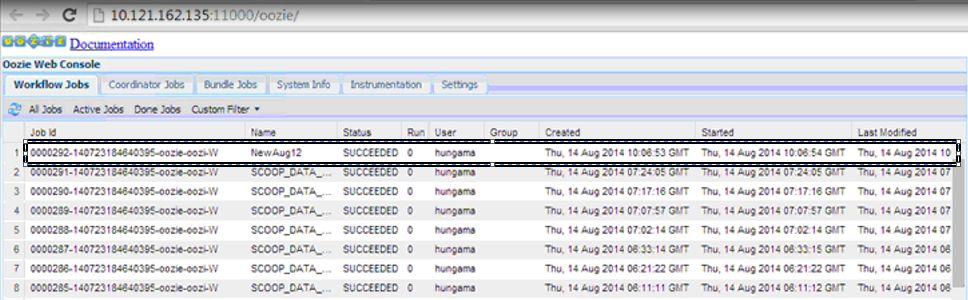 10.121.162.135:11000/oozie/
OOZIE Documentation
Oozie Web Console
Workflow Jobs Coordinator Jobs Bundle Jobs System Info Instrumentation Settings
All Jobs Active Jobs Done Jobs Custom Filter
Job Id Name Status Run User Group Created Started Last Modified
1 0000292-140723184640395-oozie-oozi-W NewAug12 SUCCEEDED 0 hungama Thu, 14 Aug 2014 10:06:53 GMT Thu, 14 Aug 2014 10:06:54 GMT Thu, 14 Aug 2014 10
2 0000291-140723184640395-oozie-oozi-W SCOOP_DATA_... SUCCEEDED 0 hungama Thu, 14 Aug 2014 07:24:05 GMT Thu, 14 Aug 2014 07:24:05 GMT Thu, 14 Aug 2014 07
3 0000290-140723184640395-oozie-oozi-W SCOOP_DATA_... SUCCEEDED 0 hungama Thu, 14 Aug 2014 07:17:16 GMT Thu, 14 Aug 2014 07:17:16 GMT Thu, 14 Aug 2014 07
4 0000289-140723184640395-oozie-oozi-W SCOOP_DATA_... SUCCEEDED 0 hungama Thu, 14 Aug 2014 07:07:57 GMT Thu, 14 Aug 2014 07:07:57 GMT Thu, 14 Aug 2014 07
5 0000288-140723184640395-oozie-oozi-W SCOOP_DATA_... SUCCEEDED 0 hungama Thu, 14 Aug 2014 07:02:14 GMT Thu, 14 Aug 2014 07:02:14 GMT Thu, 14 Aug 2014 07
6 0000287-140723184640395-oozie-oozi-W SCOOP_DATA_... SUCCEEDED 0 hungama Thu, 14 Aug 2014 06:33:14 GMT Thu, 14 Aug 2014 06:33:15 GMT Thu, 14 Aug 2014 06
7 0000286-140723184640395-oozie-oozi-W SCOOP_DATA_... SUCCEEDED 0 hungama Thu, 14 Aug 2014 06:21:22 GMT Thu, 14 Aug 2014 06:21:22 GMT Thu, 14 Aug 2014 06
8 0000285-140723184640395-oozie-oozi-W SCOOP_DATA_... SUCCEEDED 0 hungama Thu, 14 Aug 2014 06:11:11 GMT Thu, 14 Aug 2014 06:11:12 GMT Thu, 14 Aug 2014 06